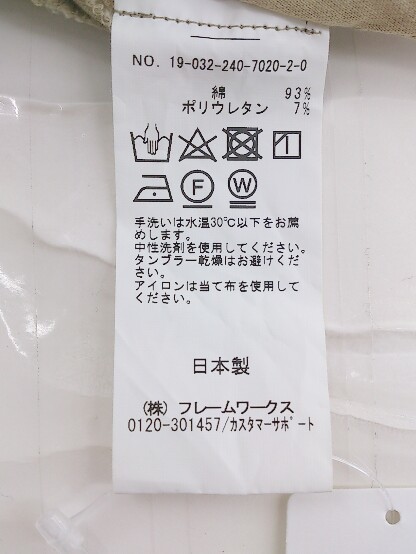 NO. 19-032-240-7020-2-0
綿 93%
ポリウレタン 7%
F W
手洗いは水温30℃以下をお薦
めします。
中性洗剤を使用してください。
タンブラー乾燥はお避けくださ
い。
アイロンは当て布を使用して
ください。
日本製
(株) フレームワークス
0120-301457/カスタマーサポート